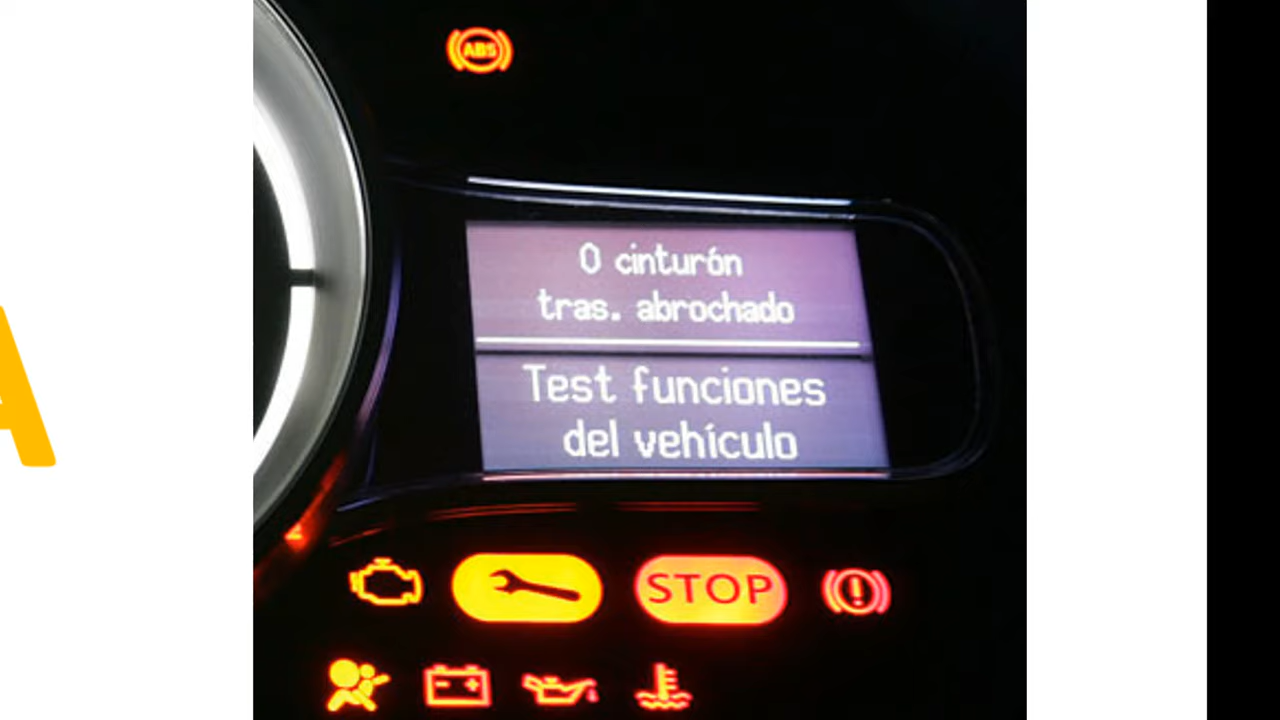 A
ABS
0 cinturón
tras. abrochado
Test funciones
del vehículo
STOP